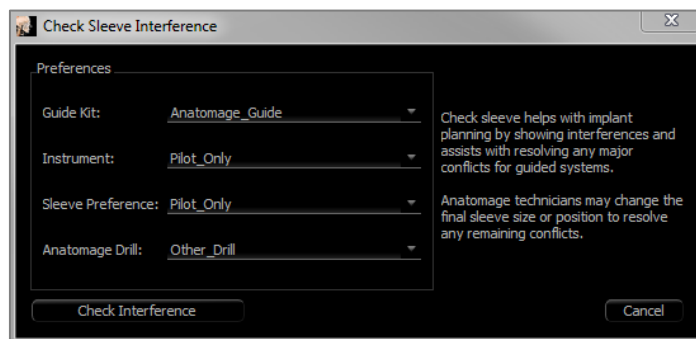 Check Sleeve Interference
Preferences
Guide Kit: Anatomage_Guide
Instrument: Pilot_Only
Sleeve Preference: Pilot_Only
Anatomage Drill: Other_Drill
Check sleeve helps with implant
planning by showing interferences and
assists with resolving any major
conflicts for guided systems.
Anatomage technicians may change the
final sleeve size or position to resolve
any remaining conflicts.
Check Interference
Cancel